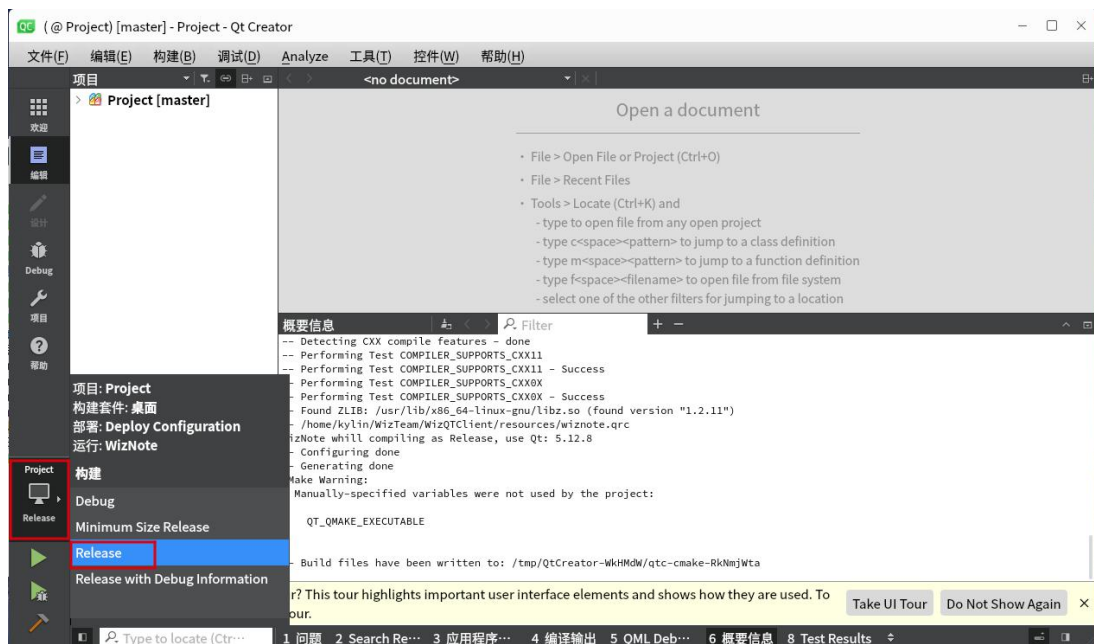 ( @ Project) [master] - Project - Qt Creator
文件(F) 编辑(E) 构建(B) 调试(D) Analyze 工具(T) 控件(W) 帮助(H)
项目
<no document>
欢迎
编辑
设计
Debug
项目
帮助
Project [master]
Open a document
• File > Open File or Project (Ctrl+O)
• File > Recent Files
• Tools > Locate (Ctrl+K) and
- type to open file from any open project
- type c<space><pattern> to jump to a class definition
- type m<space><pattern> to jump to a function definition
- type f<space><filename> to open file from file system
- select one of the other filters for jumping to a location
概要信息
Filter
-- Detecting CXX compile features - done
-- Performing Test COMPILER_SUPPORTS_CXX11
-- Performing Test COMPILER_SUPPORTS_CXX11 - Success
- Performing Test COMPILER_SUPPORTS_CXX0X
- Performing Test COMPILER_SUPPORTS_CXX0X - Success
- Found ZLIB: /usr/lib/x86_64-linux-gnu/libz.so (found version "1.2.11")
- /home/kylin/WizTeam/WizQTClient/resources/wiznote.qrc
izNote whill compiling as Release, use Qt: 5.12.8
- Configuring done
- Generating done
Make Warning:
Manually-specified variables were not used by the project:
QT_QMAKE_EXECUTABLE
- Build files have been written to: /tmp/QtCreator-WkHMdW/qtc-cmake-RkNmjWta
项目: Project
构建套件: 桌面
部署: Deploy Configuration
运行: WizNote
构建
Debug
Minimum Size Release
Release
Release with Debug Information
Project
Release
r? This tour highlights important user interface elements and shows how they are used. To
our.
Take UI Tour
Do Not Show Again
Type to locate (Ctr…
1 问题 2 Search Re… 3 应用程序… 4 编译输出 5 QML Deb… 6 概要信息 8 Test Results